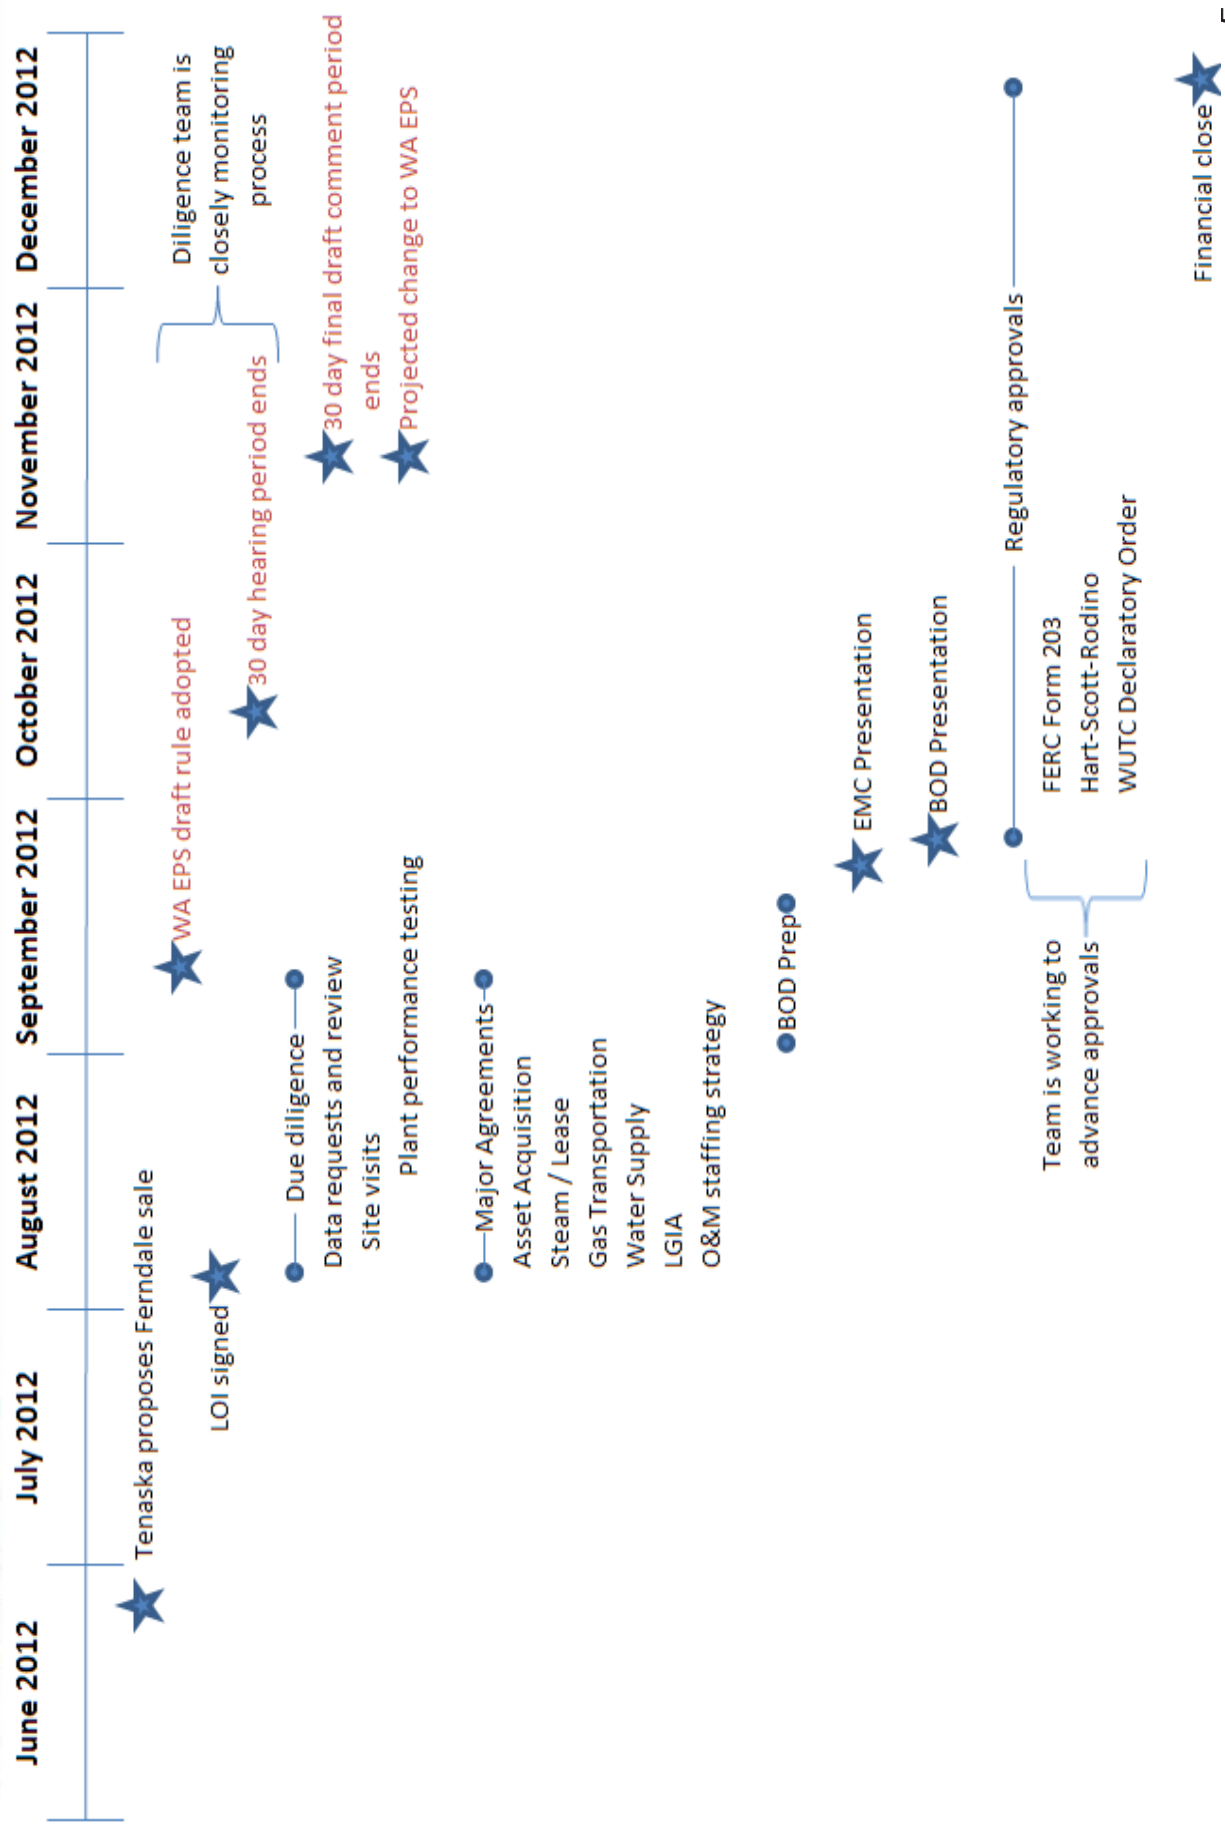 June 2012
July 2012
August 2012
September 2012
October 2012
November 2012
December 2012
Tenaska proposes Ferndale sale
WA EPS draft rule adopted
Diligence team is
closely monitoring
process
LOI signed
30 day hearing period ends
Due diligence
Data requests and review
Site visits
Plant performance testing
30 day final draft comment period
ends
Projected change to WA EPS
Major Agreements
Asset Acquisition
Steam / Lease
Gas Transportation
Water Supply
LGIA
O&M staffing strategy
BOD Prep
EMC Presentation
BOD Presentation
Regulatory approvals
FERC Form 203
Hart-Scott-Rodino
WUTC Declaratory Order
Team is working to
advance approvals
Financial close